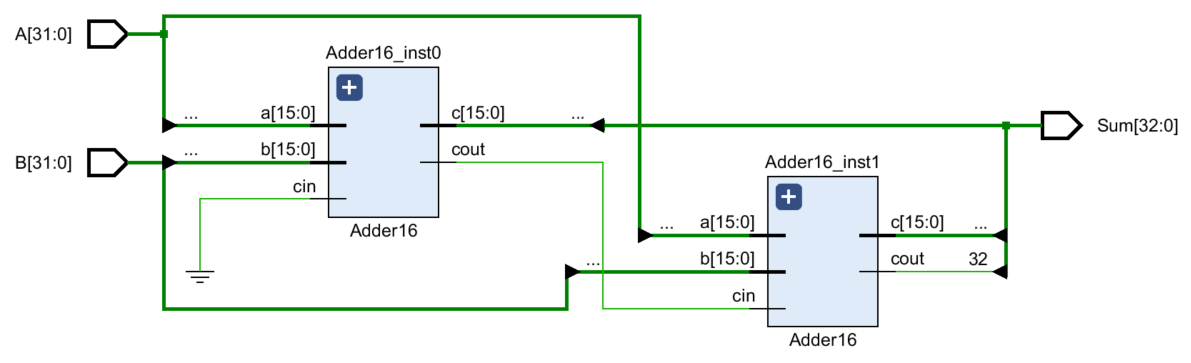 A[31:0]
Adder16_inst0
...
a[15:0]
c[15:0]
...
Sum[32:0]
B[31:0]
...
b[15:0]
cout
cin
Adder16
Adder16_inst1
...
a[15:0]
c[15:0]
...
...
b[15:0]
cout
32
cin
Adder16